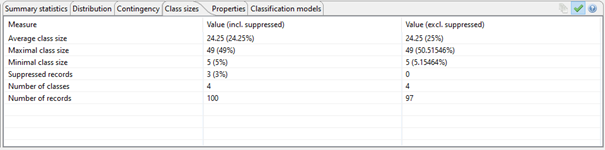 Summary statistics Distribution Contingency Class sizes Properties Classification models
Measure Value (incl. suppressed) Value (excl. suppressed)
Average class size 24.25 (24.25%) 24.25 (25%)
Maximal class size 49 (49%) 49 (50.51546%)
Minimal class size 5 (5%) 5 (5.15464%)
Suppressed records 3 (3%) 0
Number of classes 4 4
Number of records 100 97